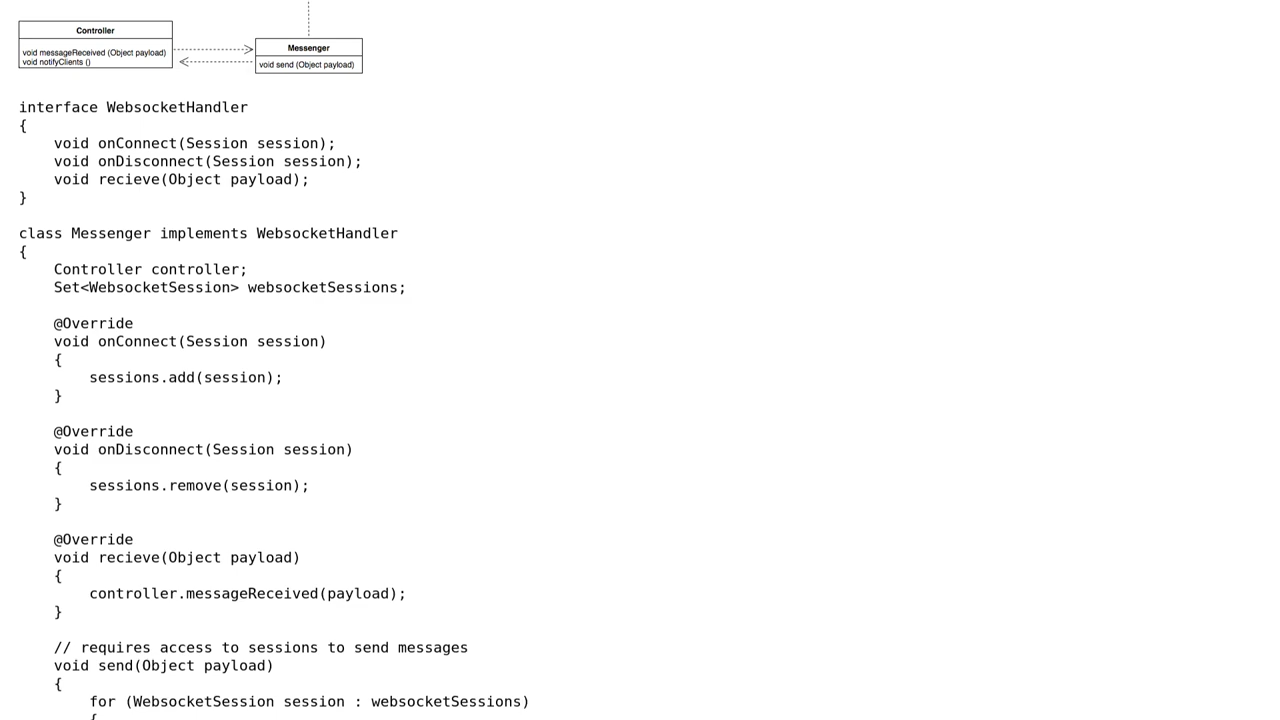 Controller
void messageReceived (Object payload)
void notifyClients ()
Messenger
void send (Object payload)
interface WebsocketHandler
{
    void onConnect(Session session);
    void onDisconnect(Session session);
    void recieve(Object payload);
}
class Messenger implements WebsocketHandler
{
    Controller controller;
    Set<WebsocketSession> websocketSessions;
    @Override
    void onConnect(Session session)
    {
        sessions.add(session);
    }
    @Override
    void onDisconnect(Session session)
    {
        sessions.remove(session);
    }
    @Override
    void recieve(Object payload)
    {
        controller.messageReceived(payload);
    }
    // requires access to sessions to send messages
    void send(Object payload)
    {
        for (WebsocketSession session : websocketSessions)
        {